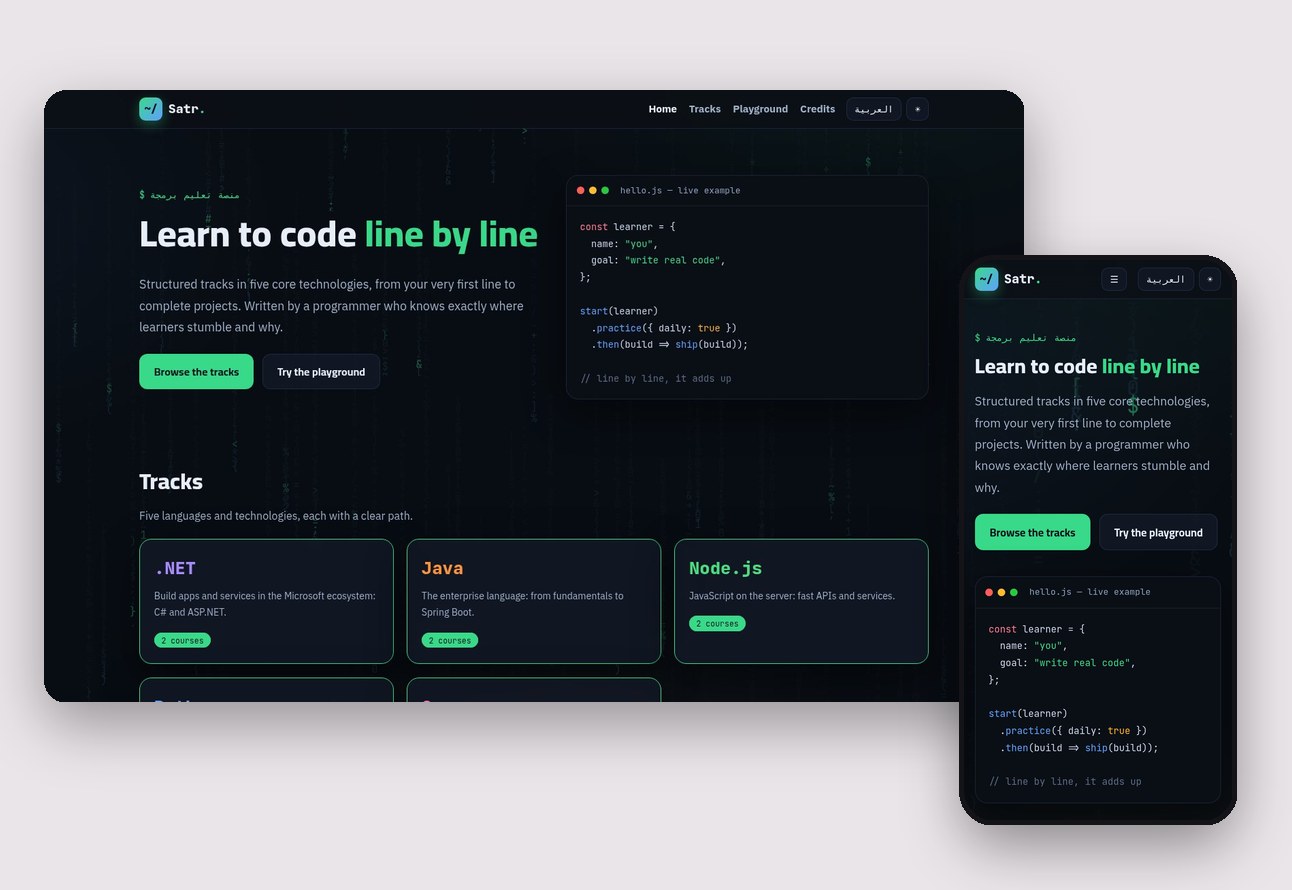 ~/ Satr.
Home Tracks Playground Credits العربية ☀
$ منصة تعليم برمجة
Learn to code line by line
Structured tracks in five core technologies, from your very first line to
complete projects. Written by a programmer who knows exactly where
learners stumble and why.
Browse the tracks Try the playground
hello.js — live example
const learner = {
name: "you",
goal: "write real code",
};
start(learner)
.practice({ daily: true })
.then(build => ship(build));
// line by line, it adds up
Tracks
Five languages and technologies, each with a clear path.
.NET
Build apps and services in the Microsoft ecosystem:
C# and ASP.NET.
2 courses
Java
The enterprise language: from fundamentals to
Spring Boot.
2 courses
Node.js
JavaScript on the server: fast APIs and services.
2 courses
~/ Satr.
☰ العربية ☀
$ منصة تعليم برمجة
Learn to code line by line
Structured tracks in five core technologies,
from your very first line to complete
projects. Written by a programmer who
knows exactly where learners stumble and
why.
Browse the tracks Try the playground
hello.js — live example
const learner = {
name: "you",
goal: "write real code",
};
start(learner)
.practice({ daily: true })
.then(build => ship(build));
// line by line, it adds up